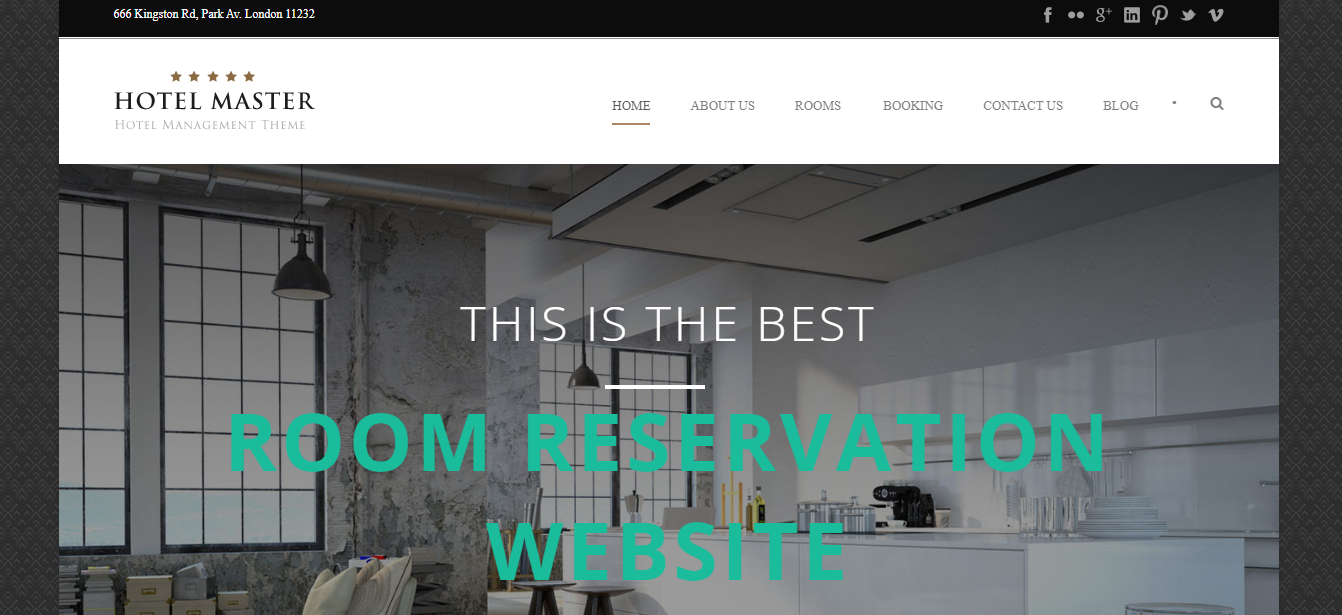 666 Kingston Rd, Park Av. London 11232
HOTEL MASTER
HOTEL MANAGEMENT THEME
HOME ABOUT US ROOMS BOOKING CONTACT US BLOG
THIS IS THE BEST
ROOM RESERVATION
WEBSITE